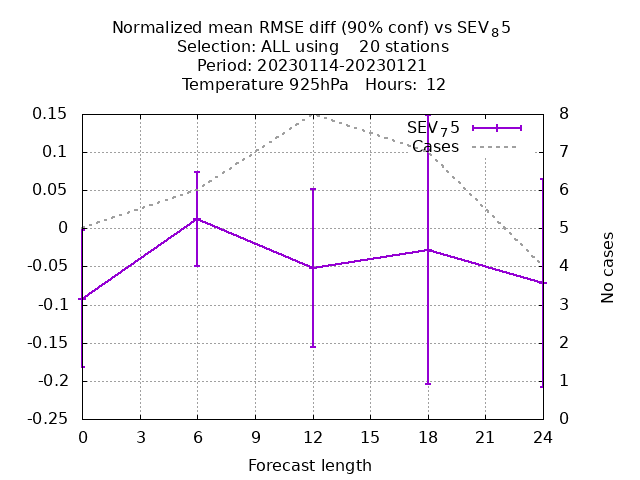 Normalized mean RMSE diff (90% conf) vs SEV₈5
Selection: ALL using    20 stations
Period: 20230114-20230121
Temperature 925hPa   Hours:  12
SEV₇5
Cases
0.15
0.1
0.05
0
-0.05
-0.1
-0.15
-0.2
-0.25
8
7
6
5
4
3
2
1
0
No cases
0 3 6 9 12 15 18 21 24
Forecast length